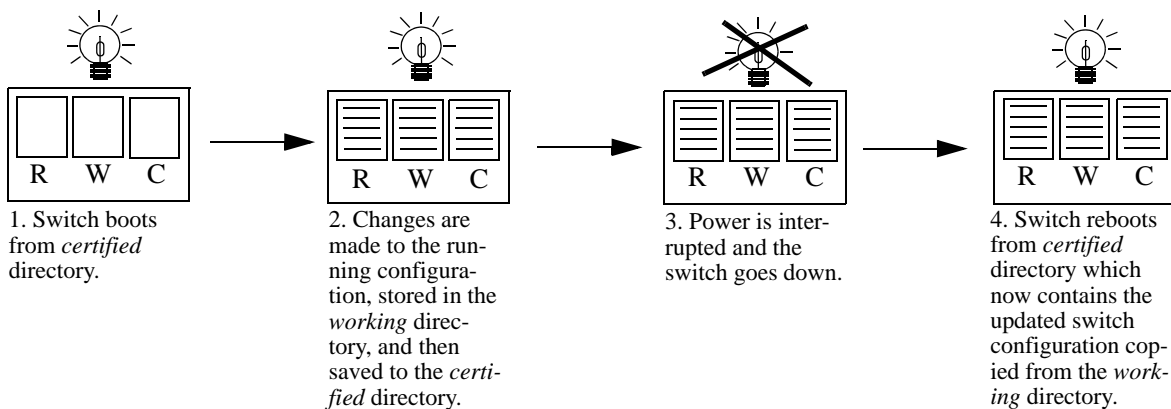 R W C
1. Switch boots
from certified
directory.
R W C
2. Changes are
made to the run-
ning configura-
tion, stored in the
working direc-
tory, and then
saved to the certi-
fied directory.
R W C
3. Power is inter-
rupted and the
switch goes down.
R W C
4. Switch reboots
from certified
directory which
now contains the
updated switch
configuration cop-
ied from the work-
ing directory.